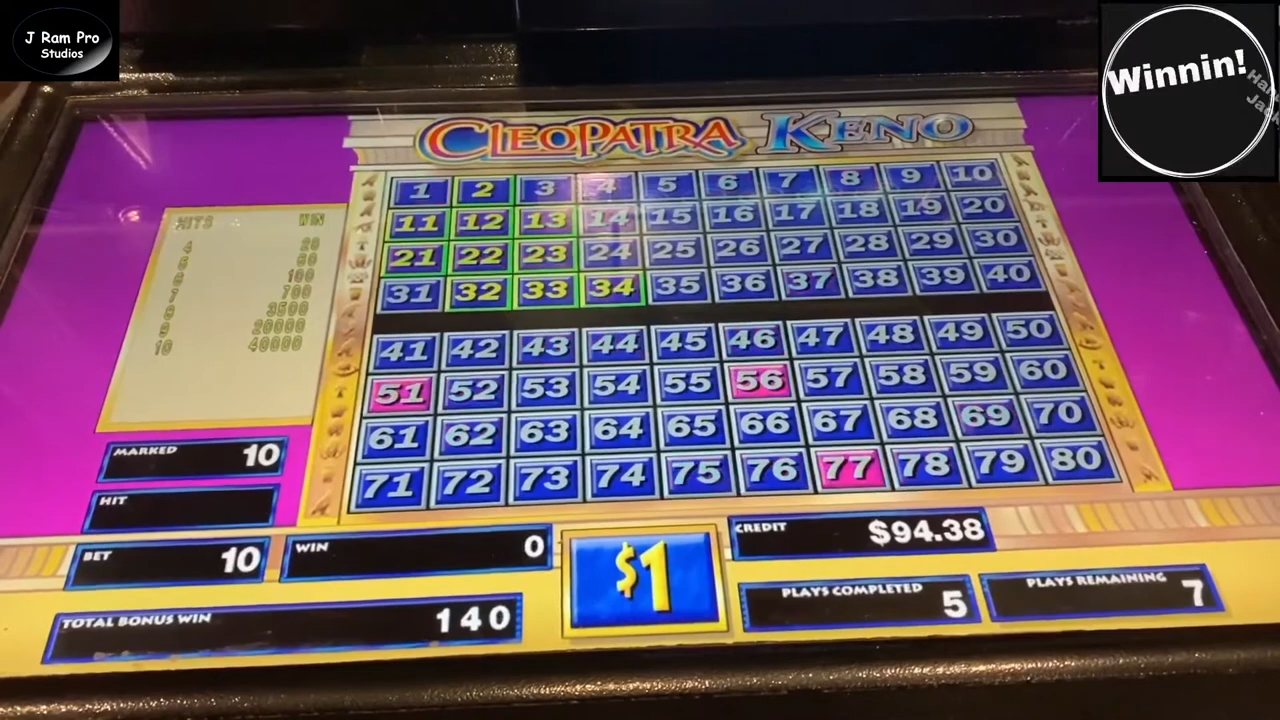 J Ram Pro
Studios
Winnin!
CLEOPATRA KENO
HITS WIN
4 20
5 80
6 100
7 700
8 3500
9 20000
10 40000
1 2 3 4 5 6 7 8 9 10
11 12 13 14 15 16 17 18 19 20
21 22 23 24 25 26 27 28 29 30
31 32 33 34 35 36 37 38 39 40
41 42 43 44 45 46 47 48 49 50
51 52 53 54 55 56 57 58 59 60
61 62 63 64 65 66 67 68 69 70
71 72 73 74 75 76 77 78 79 80
MARKED 10
HIT
BET 10
WIN 0
$1
CREDIT $94.38
PLAYS COMPLETED 5
PLAYS REMAINING 7
TOTAL BONUS WIN 140